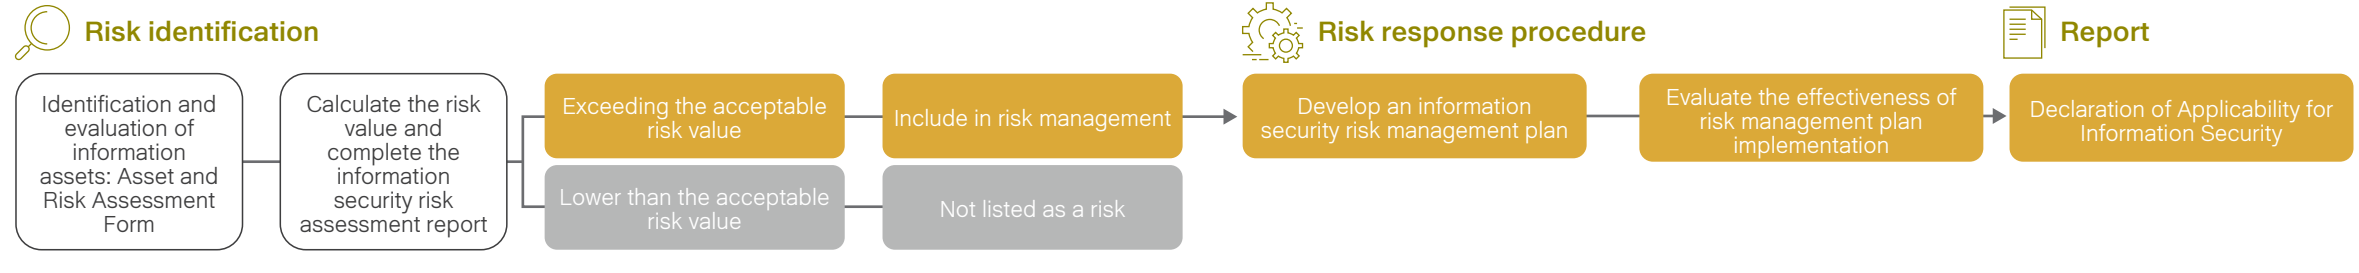 Risk identification
Identification and
evaluation of
information
assets: Asset and
Risk Assessment
Form
Calculate the risk
value and
complete the
information
security risk
assessment report
Exceeding the acceptable
risk value
Include in risk management
Lower than the acceptable
risk value
Not listed as a risk
Risk response procedure
Develop an information
security risk management plan
Evaluate the effectiveness of
risk management plan
implementation
Report
Declaration of Applicability for
Information Security